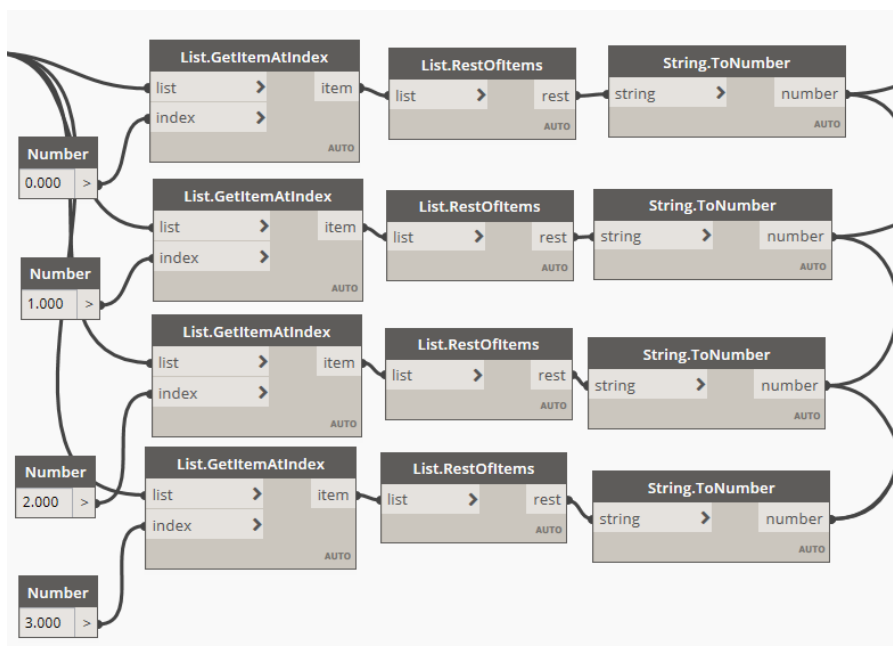 List.GetItemAtIndex
list > item
index >
AUTO
List.RestOfItems
list > rest
AUTO
String.ToNumber
string > number
AUTO
Number
0.000 >
List.GetItemAtIndex
list > item
index >
AUTO
List.RestOfItems
list > rest
AUTO
String.ToNumber
string > number
AUTO
Number
1.000 >
List.GetItemAtIndex
list > item
index >
AUTO
List.RestOfItems
list > rest
AUTO
String.ToNumber
string > number
AUTO
Number
2.000 >
List.GetItemAtIndex
list > item
index >
AUTO
List.RestOfItems
list > rest
AUTO
String.ToNumber
string > number
AUTO
Number
3.000 >